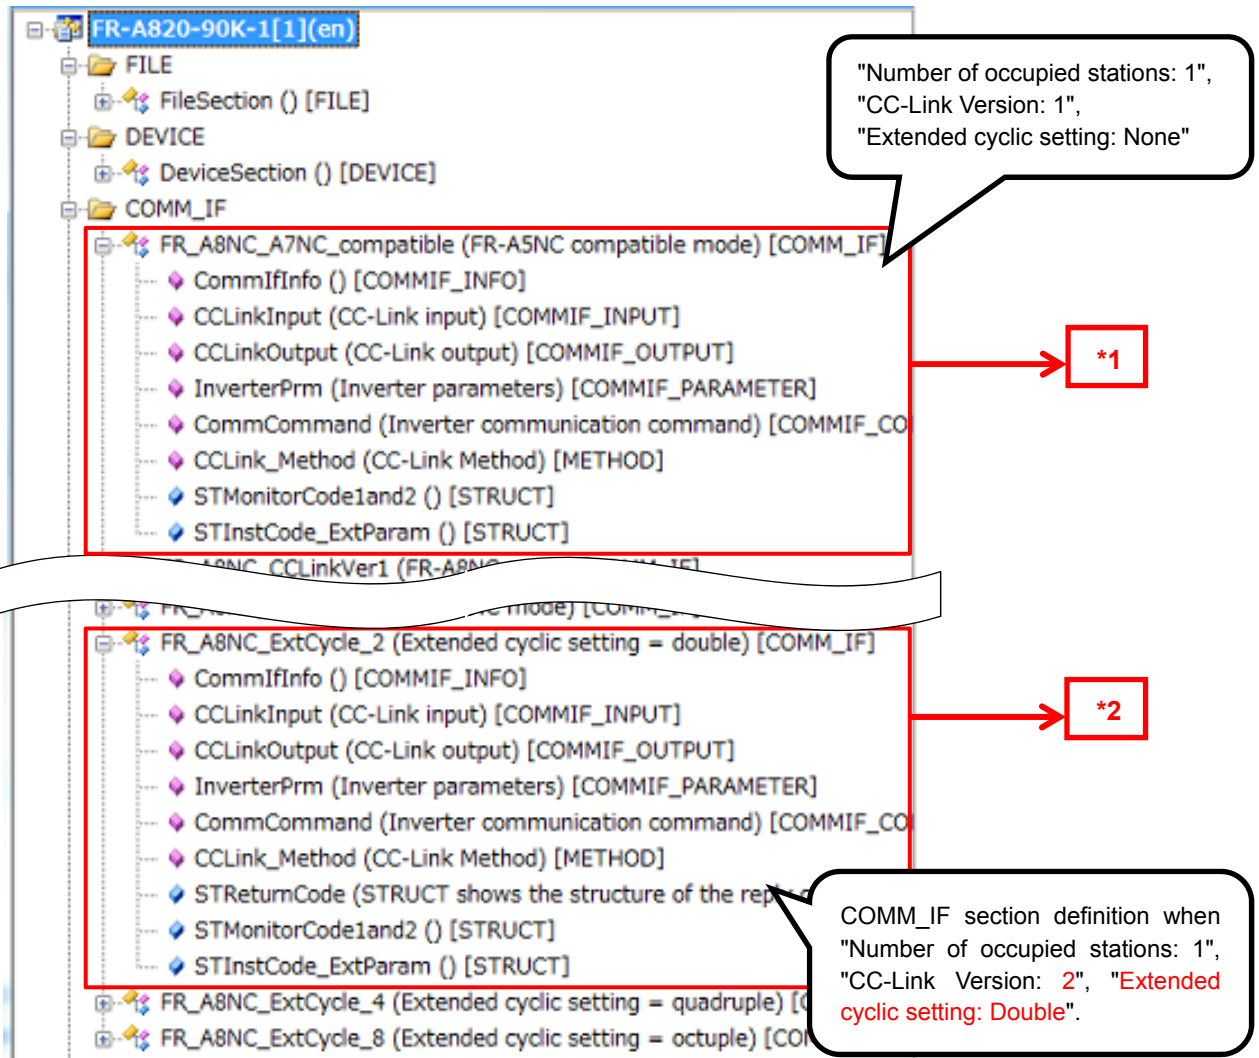 FR-A820-90K-1[1](en)
FILE
FileSection () [FILE]
DEVICE
DeviceSection () [DEVICE]
COMM_IF
"Number of occupied stations: 1",
"CC-Link Version: 1",
"Extended cyclic setting: None"
FR_A8NC_A7NC_compatible (FR-A5NC compatible mode) [COMM_IF]
CommIfInfo () [COMMIF_INFO]
CCLinkInput (CC-Link input) [COMMIF_INPUT]
CCLinkOutput (CC-Link output) [COMMIF_OUTPUT]
*1
InverterPrm (Inverter parameters) [COMMIF_PARAMETER]
CommCommand (Inverter communication command) [COMMIF_CO
CCLink_Method (CC-Link Method) [METHOD]
STMonitorCode1and2 () [STRUCT]
STInstCode_ExtParam () [STRUCT]
FR_A8NC_CCLinkVer1 (FR-A8NC
mode) [COMM_IF]
FR_A8NC_ExtCycle_2 (Extended cyclic setting = double) [COMM_IF]
CommIfInfo () [COMMIF_INFO]
CCLinkInput (CC-Link input) [COMMIF_INPUT]
*2
CCLinkOutput (CC-Link output) [COMMIF_OUTPUT]
InverterPrm (Inverter parameters) [COMMIF_PARAMETER]
CommCommand (Inverter communication command) [COMMIF_CO
CCLink_Method (CC-Link Method) [METHOD]
STReturnCode (STRUCT shows the structure of the reply
STMonitorCode1and2 () [STRUCT]
STInstCode_ExtParam () [STRUCT]
FR_A8NC_ExtCycle_4 (Extended cyclic setting = quadruple) [C
FR_A8NC_ExtCycle_8 (Extended cyclic setting = octuple) [COM
COMM_IF section definition when
"Number of occupied stations: 1",
"CC-Link Version: 2", "Extended
cyclic setting: Double".